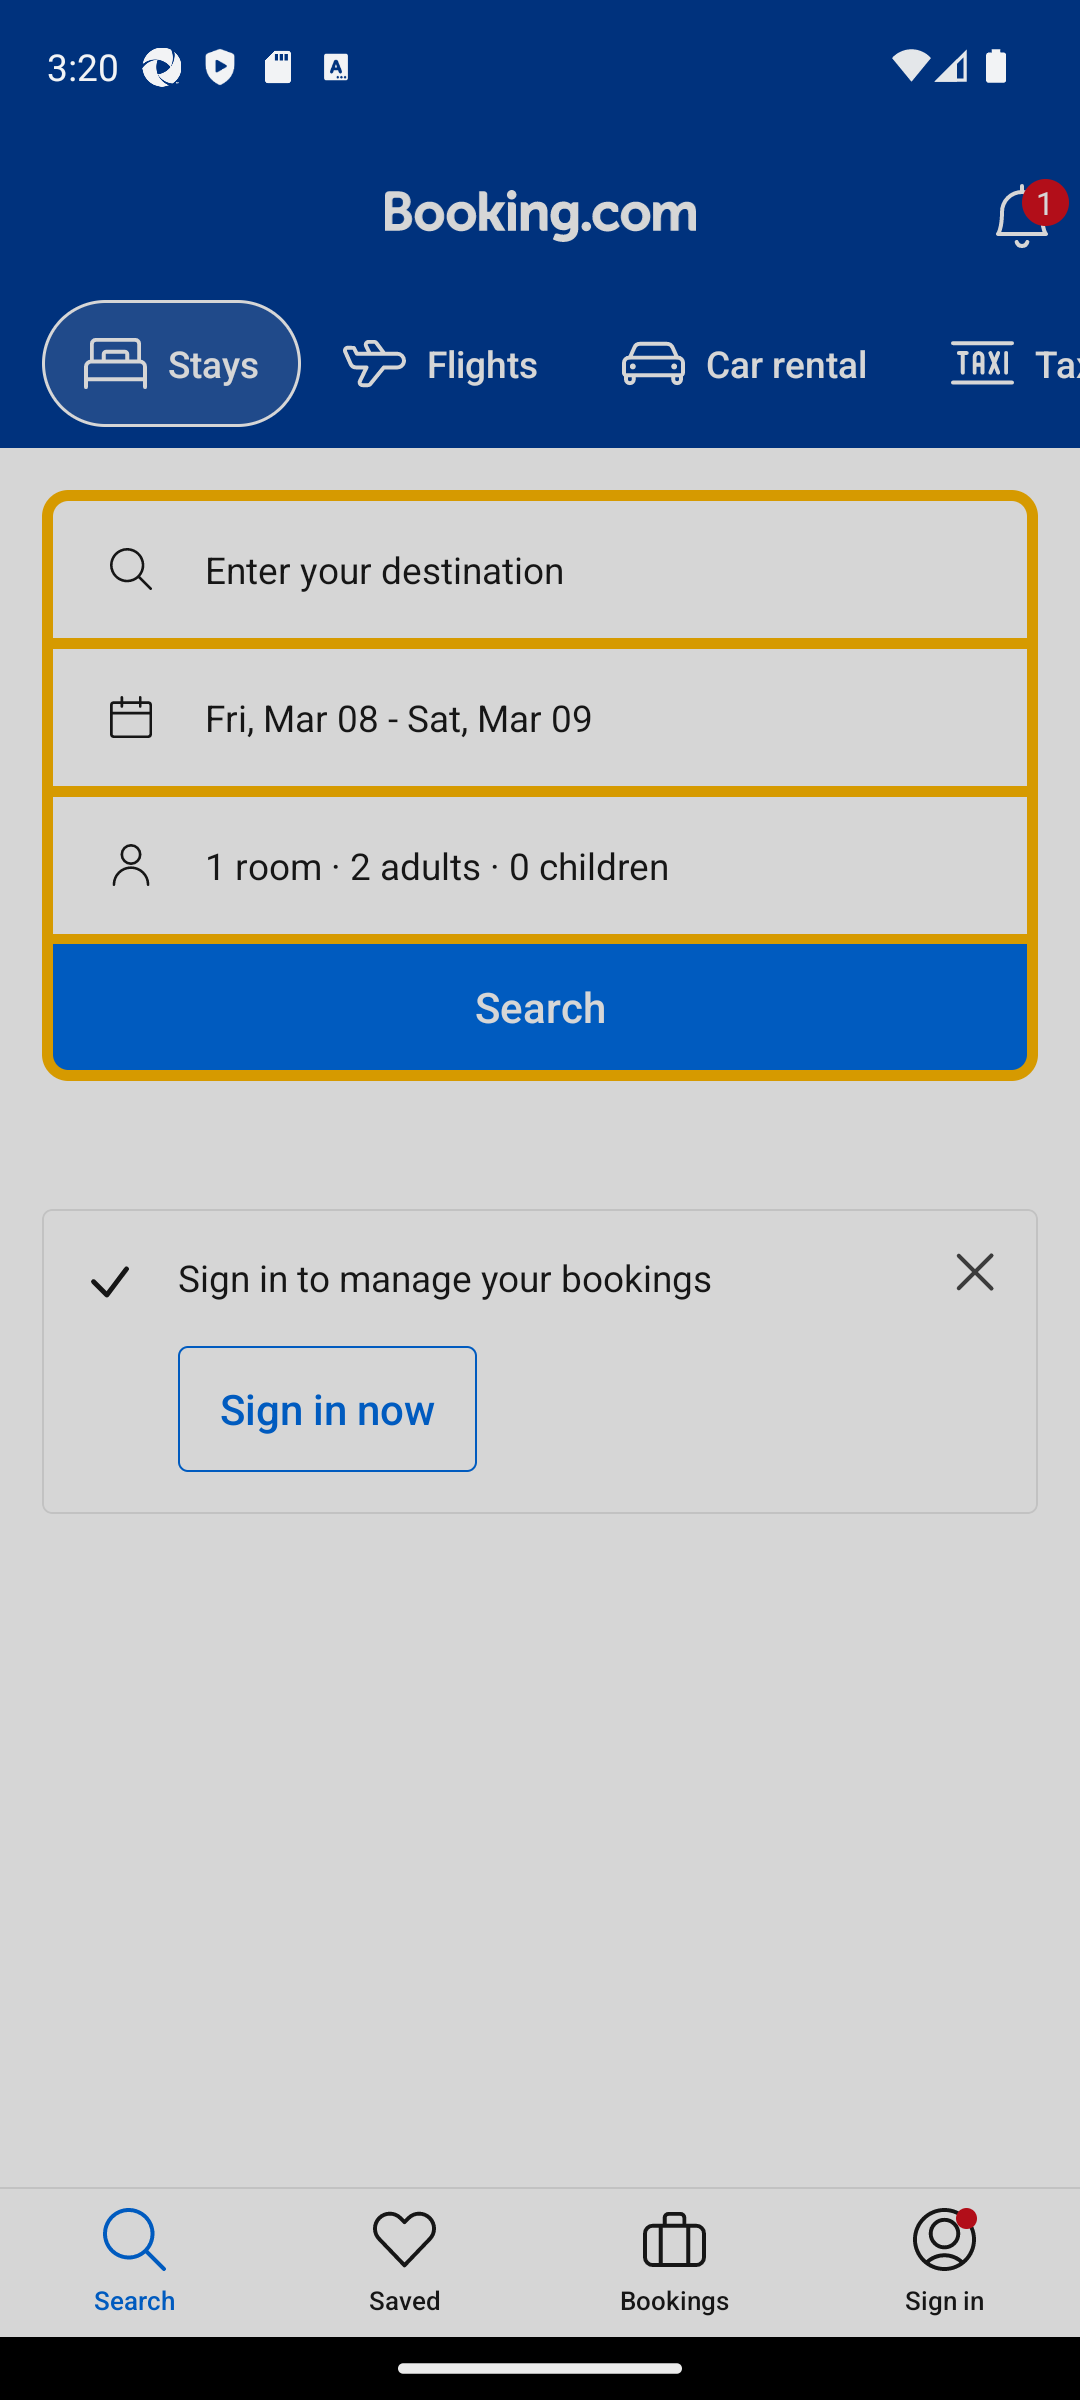 3:20
Booking.com
1
Stays
Flights
Car rental
TAXI
Enter your destination
Fri, Mar 08 - Sat, Mar 09
1 room · 2 adults · 0 children
Search
Sign in to manage your bookings
Sign in now
Search
Saved
Bookings
Sign in